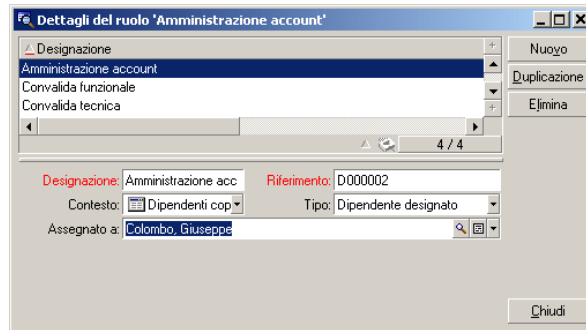 Dettagli del ruolo 'Amministrazione account'
Designazione
Nuovo
Amministrazione account
Convalida funzionale
Duplicazione
Convalida tecnica
Elimina
4 / 4
Designazione: Amministrazione acc Riferimento: D000002
Contesto: Dipendenti cop Tipo: Dipendente designato
Assegnato a: Colombo, Giuseppe
Chiudi